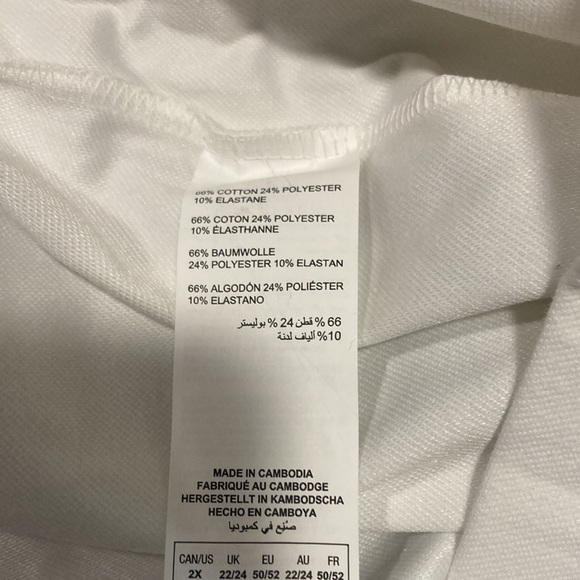 66% COTTON 24% POLYESTER
10% ELASTANE
66% COTON 24% POLYESTER
10% ÉLASTHANNE
66% BAUMWOLLE
24% POLYESTER 10% ELASTAN
66% ALGODÓN 24% POLIÉSTER
10% ELASTANO
66 % قطن 24 % بوليستر
10% ألياف لدنة
MADE IN CAMBODIA
FABRIQUÉ AU CAMBODGE
HERGESTELLT IN KAMBODSCHA
HECHO EN CAMBOYA
صُنِع في كمبوديا
CAN/US UK EU AU FR
2X 22/24 50/52 22/24 50/52